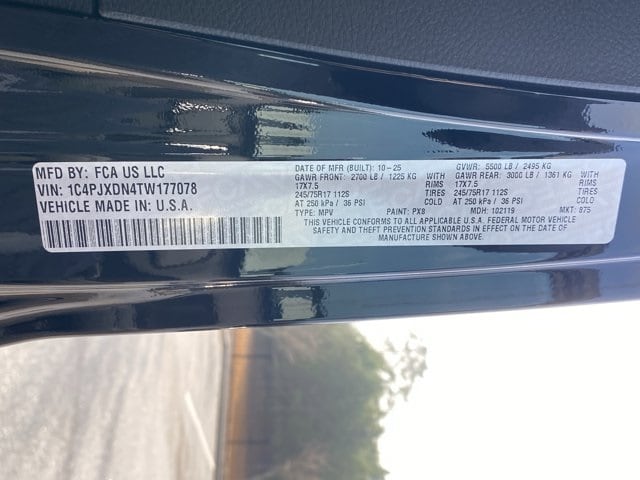 MFD BY: FCA US LLC
VIN: 1C4PJXDN4TW177078
VEHICLE MADE IN: U.S.A.
DATE OF MFR (BUILT): 10-25 GVWR: 5500 LB / 2495 KG
GAWR FRONT: 2700 LB / 1225 KG WITH GAWR REAR: 3000 LB / 1361 KG WITH
17X7.5 RIMS 17X7.5 RIMS
245/75R17 112S TIRES 245/75R17 112S TIRES
AT 250 kPa / 36 PSI COLD AT 250 kPa / 36 PSI COLD
TYPE: MPV PAINT: PX8 MDH: 102119 MKT: 975
THIS VEHICLE CONFORMS TO ALL APPLICABLE U.S.A. FEDERAL MOTOR VEHICLE
SAFETY AND THEFT PREVENTION STANDARDS IN EFFECT ON THE DATE OF
MANUFACTURE SHOWN ABOVE.